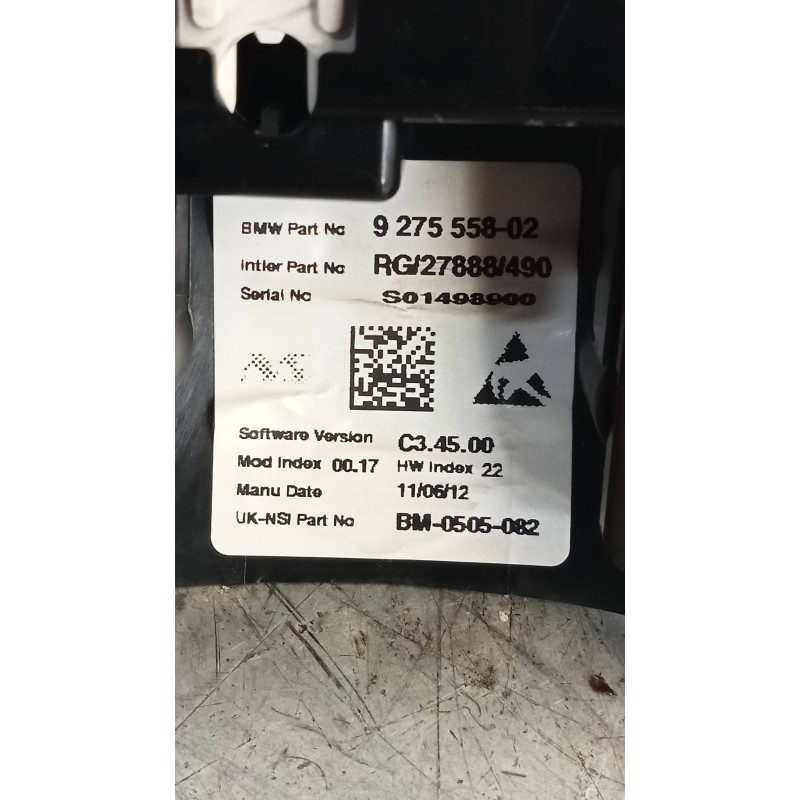 BMW Part No 9 275 558-02
Intier Part No RG/27888/490
Serial No S01498900
Software Version C3.45.00
Mod Index 00.17 HW Index 22
Manu Date 11/06/12
UK-NSI Part No BM-0505-082